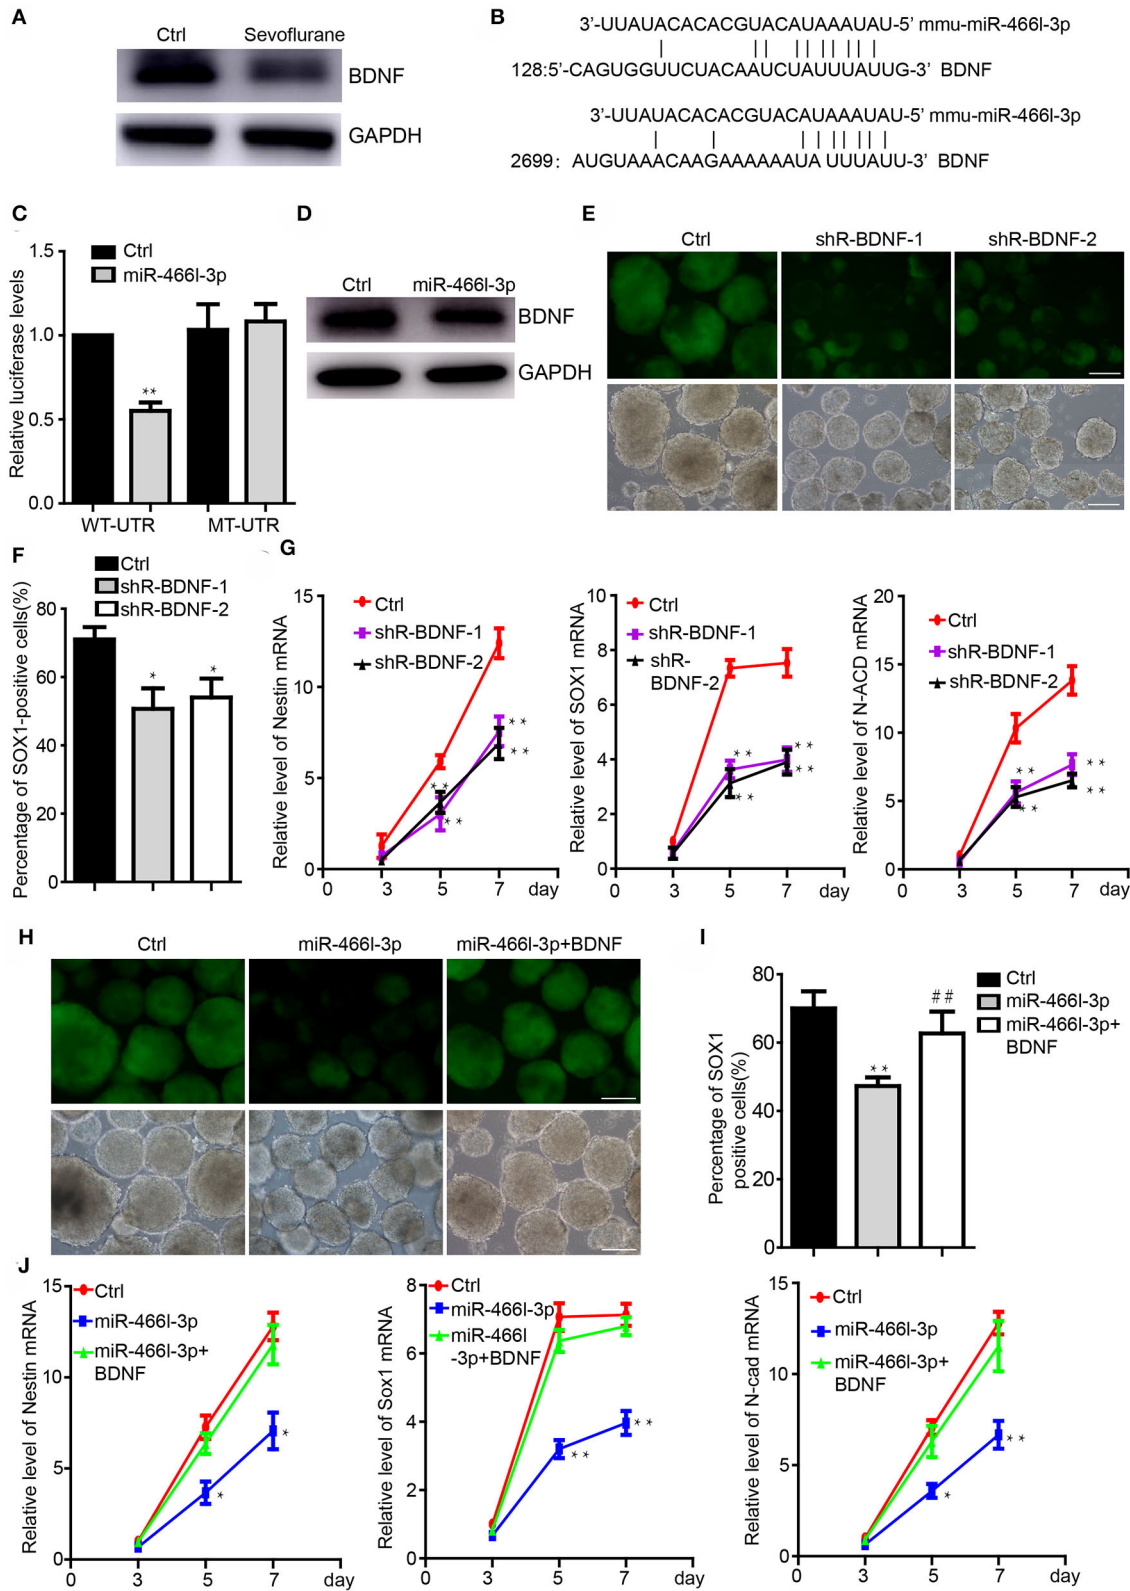 A
Ctrl Sevoflurane
BDNF
GAPDH
B
3’-UUAUACACACGUACAUAAAUAU-5’ mmu-miR-466l-3p
128:5’-CAGUGGUUCUACAAUCUAUUUAUUG-3’ BDNF
3’-UUAUACACACGUACAUAAAUAU-5’ mmu-miR-466l-3p
2699: AUGUAAACAAGAAAAAAUA UUUAUU-3’ BDNF
C
Ctrl
miR-466l-3p
Relative luciferase levels
1.5
1.0
0.5
0.0
**
WT-UTR MT-UTR
D
Ctrl miR-466l-3p
BDNF
GAPDH
E
Ctrl shR-BDNF-1 shR-BDNF-2
F
Ctrl
shR-BDNF-1
shR-BDNF-2
Percentage of SOX1-positive cells(%)
80
60
40
20
0
* *
G
Relative level of Nestin mRNA
15
10
5
0
Ctrl
shR-BDNF-1
shR-BDNF-2
**
**
**
**
0 3 5 7 day
Relative level of SOX1 mRNA
10
8
6
4
2
0
Ctrl
shR-BDNF-1
shR-
BDNF-2
**
**
**
**
0 3 5 7 day
Relative level of N-ACD mRNA
20
15
10
5
0
Ctrl
shR-BDNF-1
shR-BDNF-2
**
**
**
**
0 3 5 7 day
H
Ctrl miR-466l-3p miR-466l-3p+BDNF
I
Percentage of SOX
positive cells(%)
80
60
40
20
0
**
##
Ctrl
miR-466l-3p
miR-466l-3p+
BDNF
J
Relative level of Nestin mRNA
15
10
5
0
Ctrl
miR-466l-3p
miR-466l-3p+
BDNF
*
*
0 3 5 7 day
Relative level of Sox1 mRNA
8
6
4
2
0
Ctrl
miR-466l-3p
miR-466l
-3p+BDNF
**
**
0 3 5 7 day
Relative level of N-cad mRNA
15
10
5
0
Ctrl
miR-466l-3p
miR-466l-3p+
BDNF
**
*
0 3 5 7 day